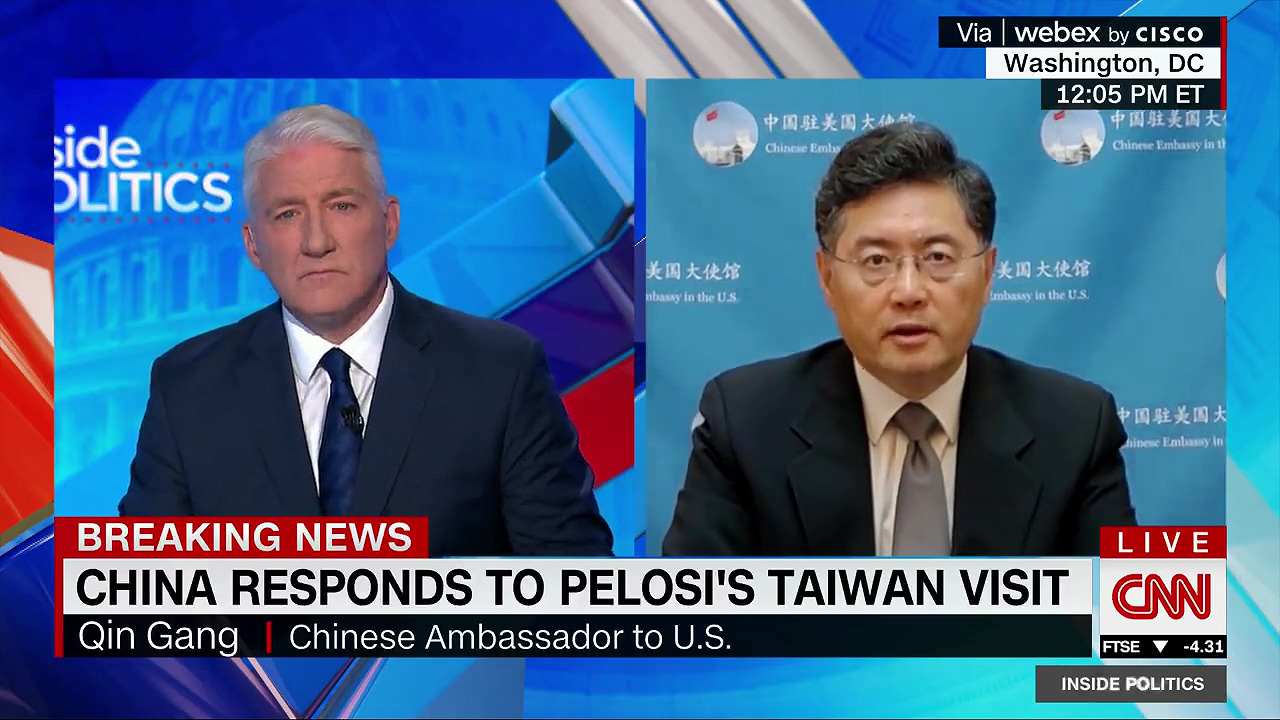 Via | webex by CISCO
Washington, DC
12:05 PM ET
side
OLITICS
中国驻美国大使馆
Chinese Emb
中国驻美国大
Chinese Embassy in th
美国大使馆
mbassy in the U.S.
美国大使馆
Embassy in the U.S.
中国驻美国大
hinese Embassy in
BREAKING NEWS
CHINA RESPONDS TO PELOSI'S TAIWAN VISIT
Qin Gang | Chinese Ambassador to U.S.
LIVE
CNN
FTSE ▼ -4.31
INSIDE POLITICS